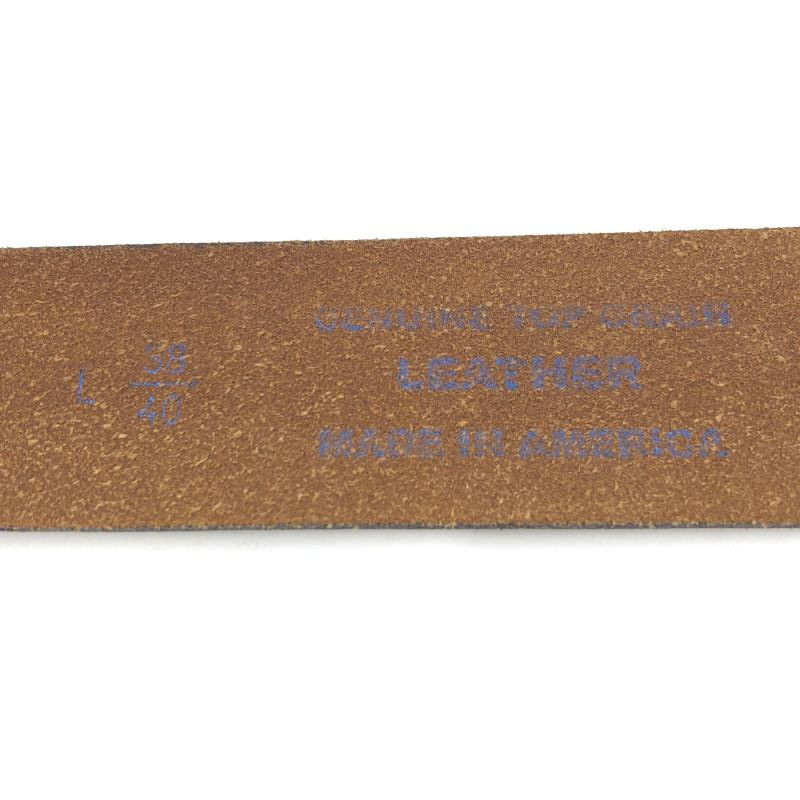 L 38/40
GENUINE TOP GRAIN
LEATHER
MADE IN AMERICA